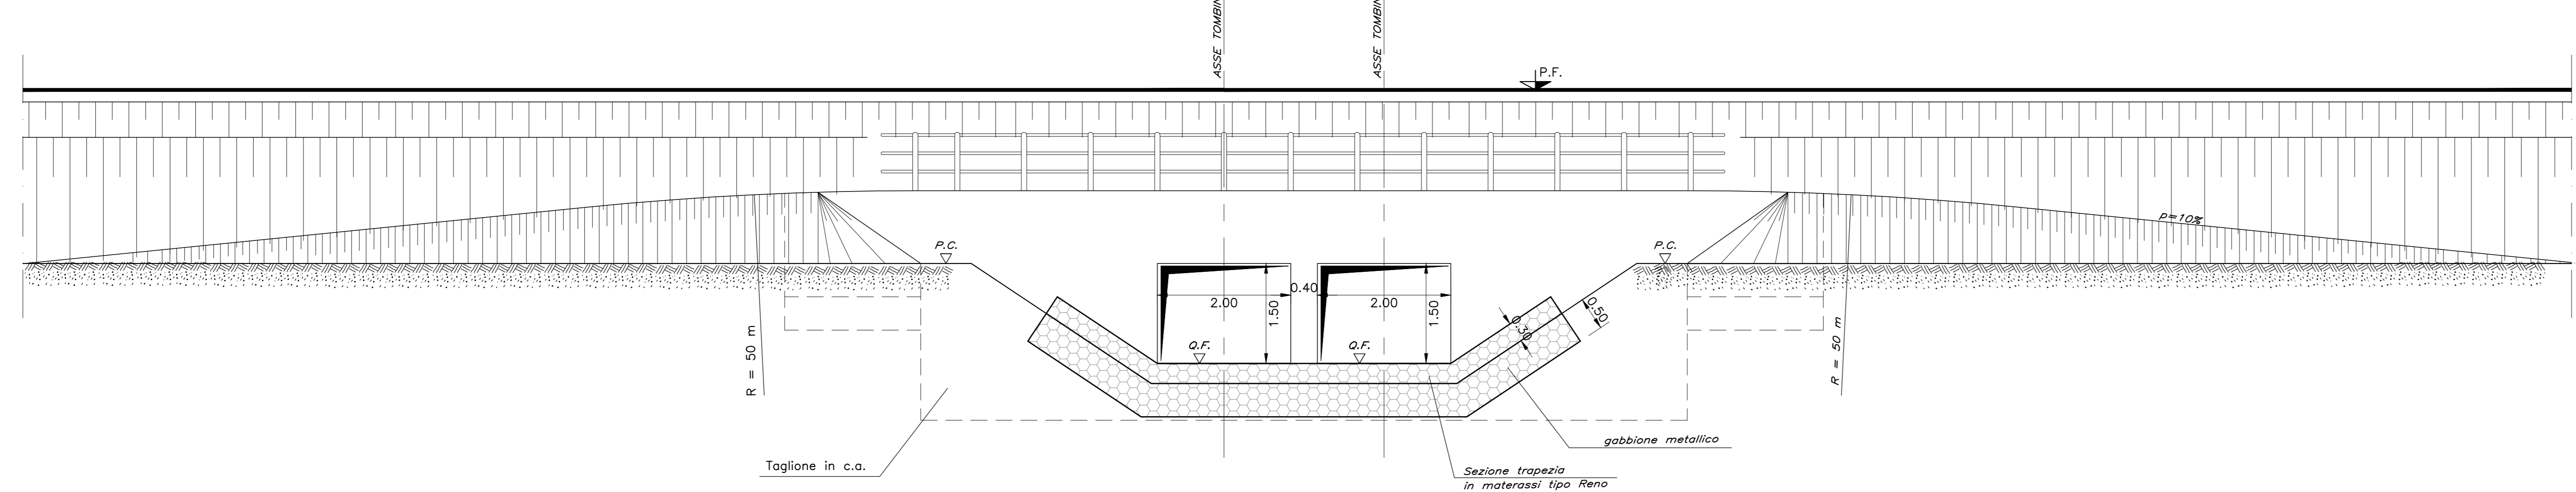 ASSE TOMBIN
ASSE TOMBIN
P.F.
p=10%
P.C.
P.C.
2.00
1.50
0.40
2.00
1.50
0.50
0.30
Q.F.
Q.F.
R = 50 m
R = 50 m
gabbione metallico
Taglione in c.a.
Sezione trapezia
in materassi tipo Reno